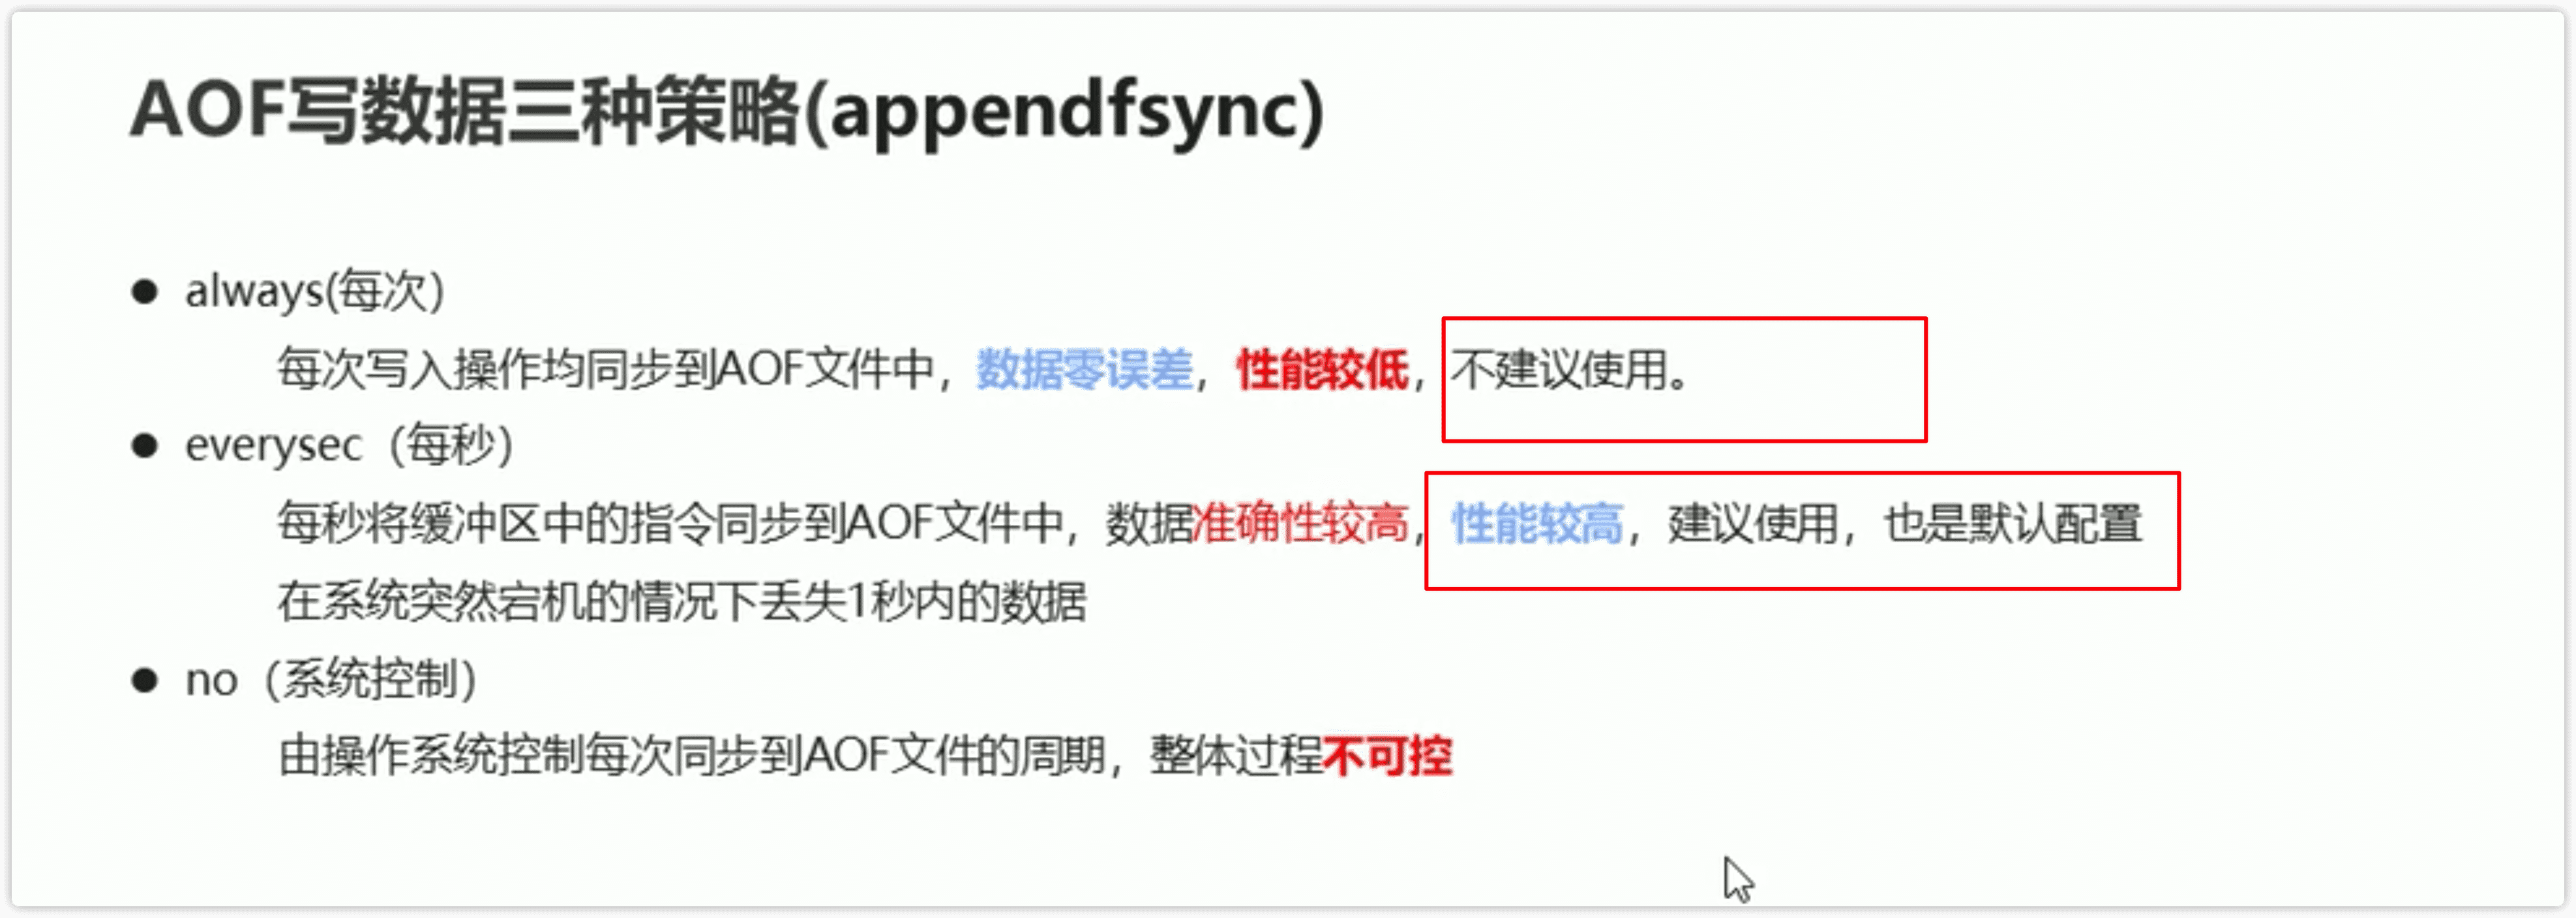 AOF写数据三种策略(appendfsync)
● always(每次)
每次写入操作均同步到AOF文件中，数据零误差，性能较低，不建议使用。
● everysec（每秒）
每秒将缓冲区中的指令同步到AOF文件中，数据准确性较高，性能较高，建议使用，也是默认配置
在系统突然宕机的情况下丢失1秒内的数据
● no（系统控制）
由操作系统控制每次同步到AOF文件的周期，整体过程不可控